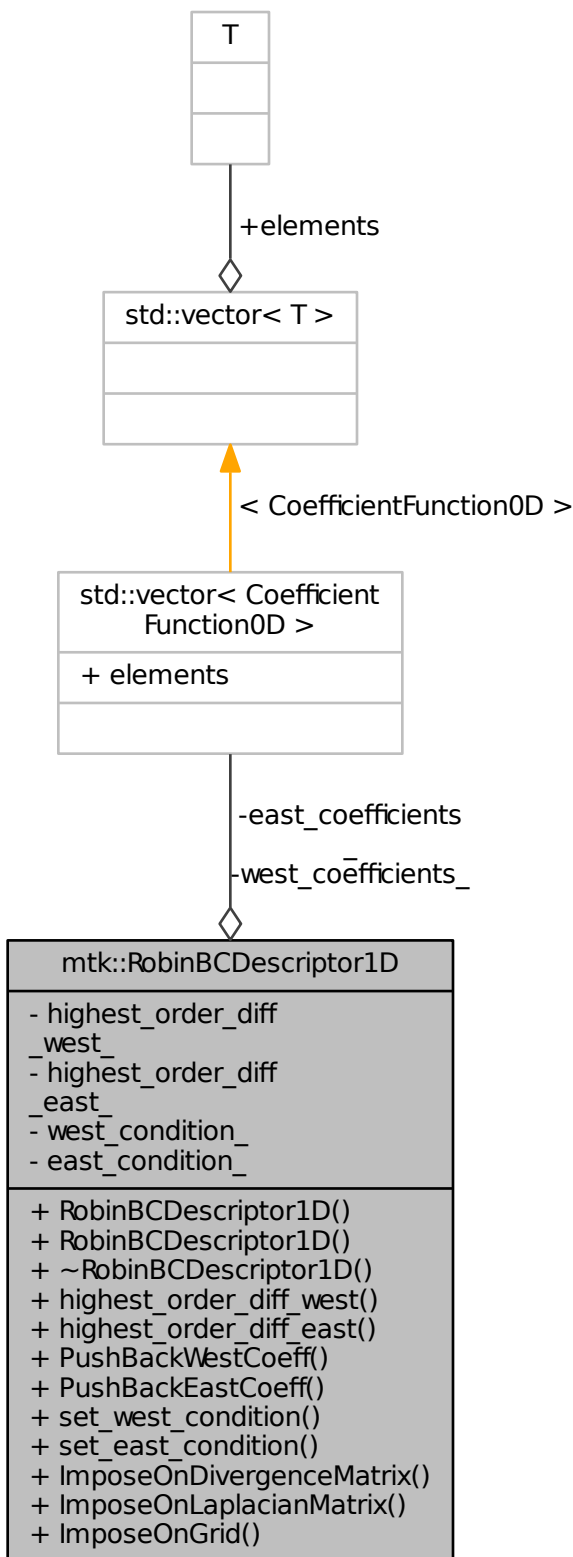 T
+elements
std::vector< T >
< CoefficientFunction0D >
std::vector< Coefficient
Function0D >
+ elements
-east_coefficients
_
-west_coefficients_
mtk::RobinBCDescriptor1D
- highest_order_diff
_west_
- highest_order_diff
_east_
- west_condition_
- east_condition_
+ RobinBCDescriptor1D()
+ RobinBCDescriptor1D()
+ ~RobinBCDescriptor1D()
+ highest_order_diff_west()
+ highest_order_diff_east()
+ PushBackWestCoeff()
+ PushBackEastCoeff()
+ set_west_condition()
+ set_east_condition()
+ ImposeOnDivergenceMatrix()
+ ImposeOnLaplacianMatrix()
+ ImposeOnGrid()